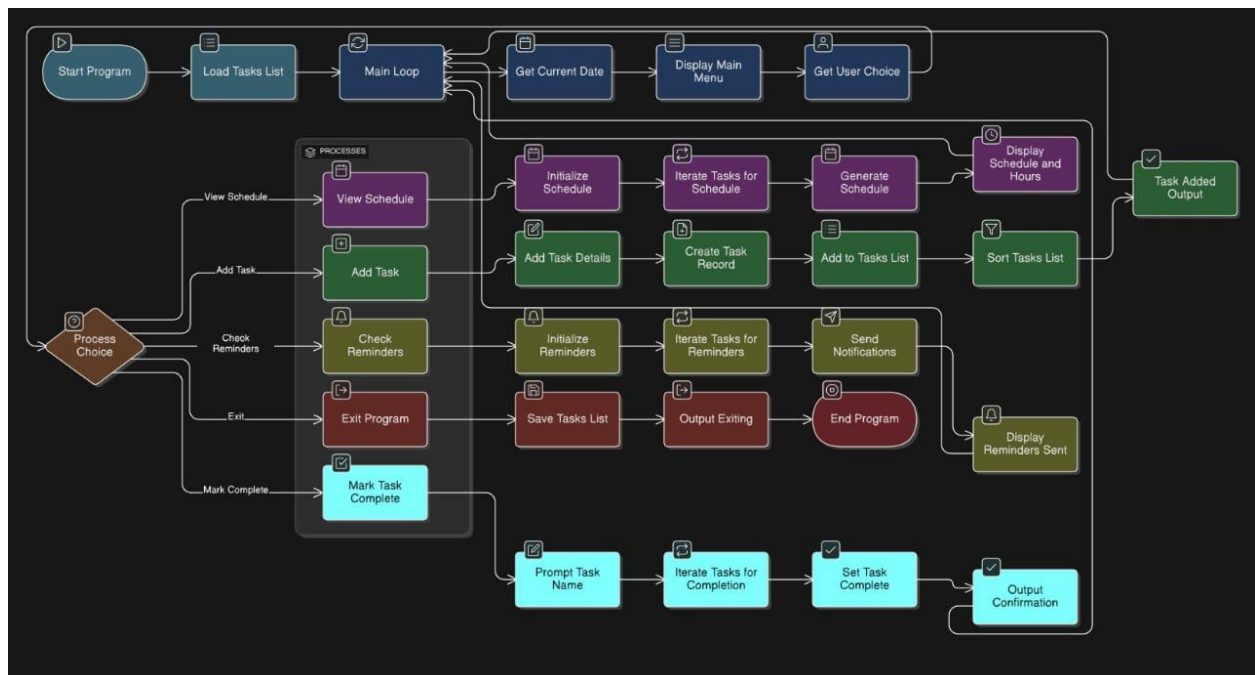 Start Program
Load Tasks List
Main Loop
Get Current Date
Display Main
Menu
Get User Choice
PROCESSES
View Schedule
View Schedule
Initialize
Schedule
Iterate Tasks for
Schedule
Generate
Schedule
Display
Schedule and
Hours
Task Added
Output
Add Task
Add Task
Add Task Details
Create Task
Record
Add to Tasks List
Sort Tasks List
Process
Choice
Check
Reminders
Check
Reminders
Initialize
Reminders
Iterate Tasks for
Reminders
Send
Notifications
Display
Reminders Sent
Exit
Exit Program
Save Tasks List
Output Exiting
End Program
Mark Complete
Mark Task
Complete
Prompt Task
Name
Iterate Tasks for
Completion
Set Task
Complete
Output
Confirmation